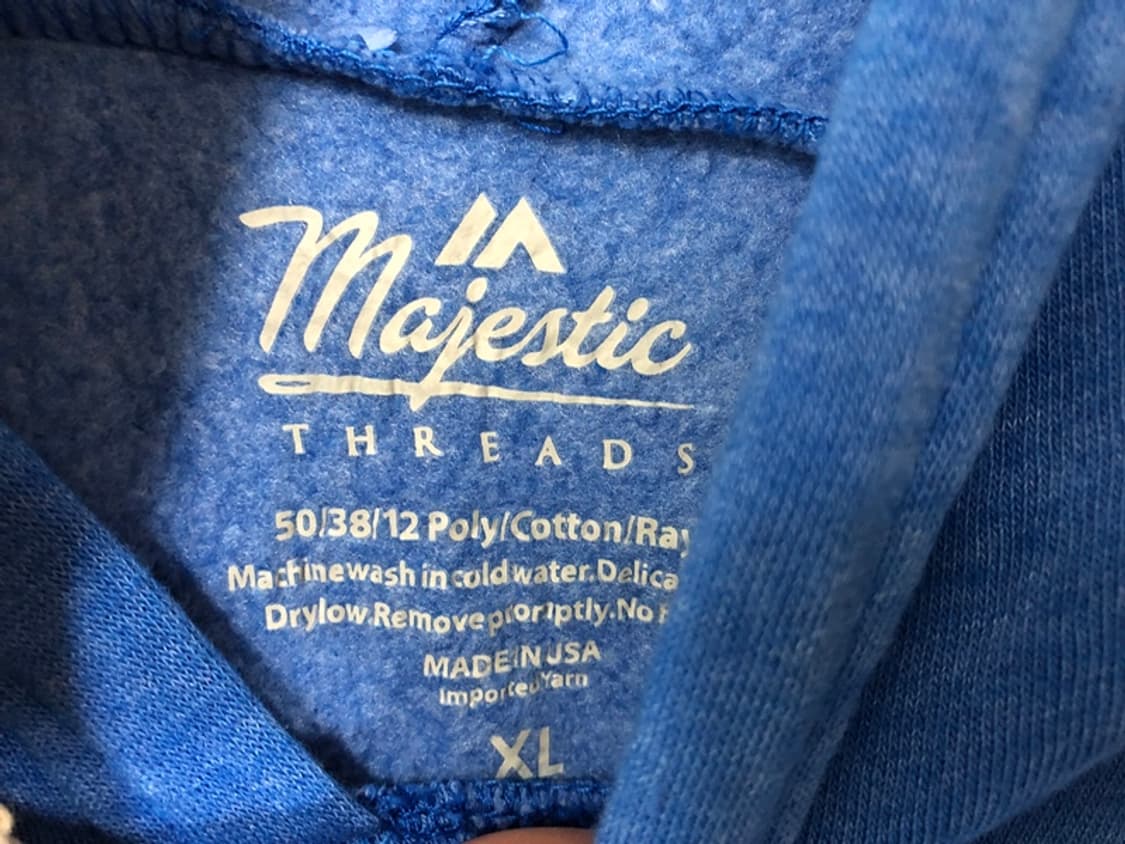 Majestic
THREADS
50/38/12 Poly/Cotton/Ray
Machine wash in cold water. Delica
Dry low. Remove promptly. No
MADE IN USA
Imported Yarn
XL